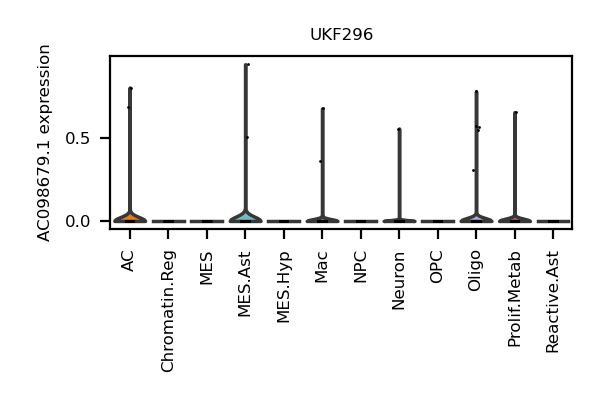 UKF296
AC098679.1 expression
0.5
0.0
AC
Chromatin.Reg
MES
MES.Ast
MES.Hyp
Mac
NPC
Neuron
OPC
Oligo
Prolif.Metab
Reactive.Ast